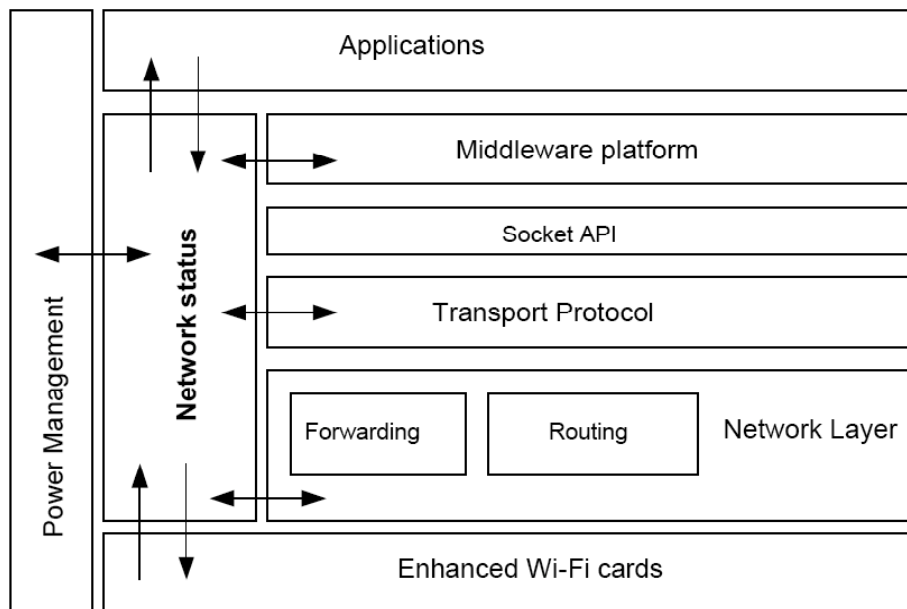 Applications
Middleware platform
Socket API
Transport Protocol
Forwarding
Routing
Network Layer
Enhanced Wi-Fi cards
Network status
Power Management